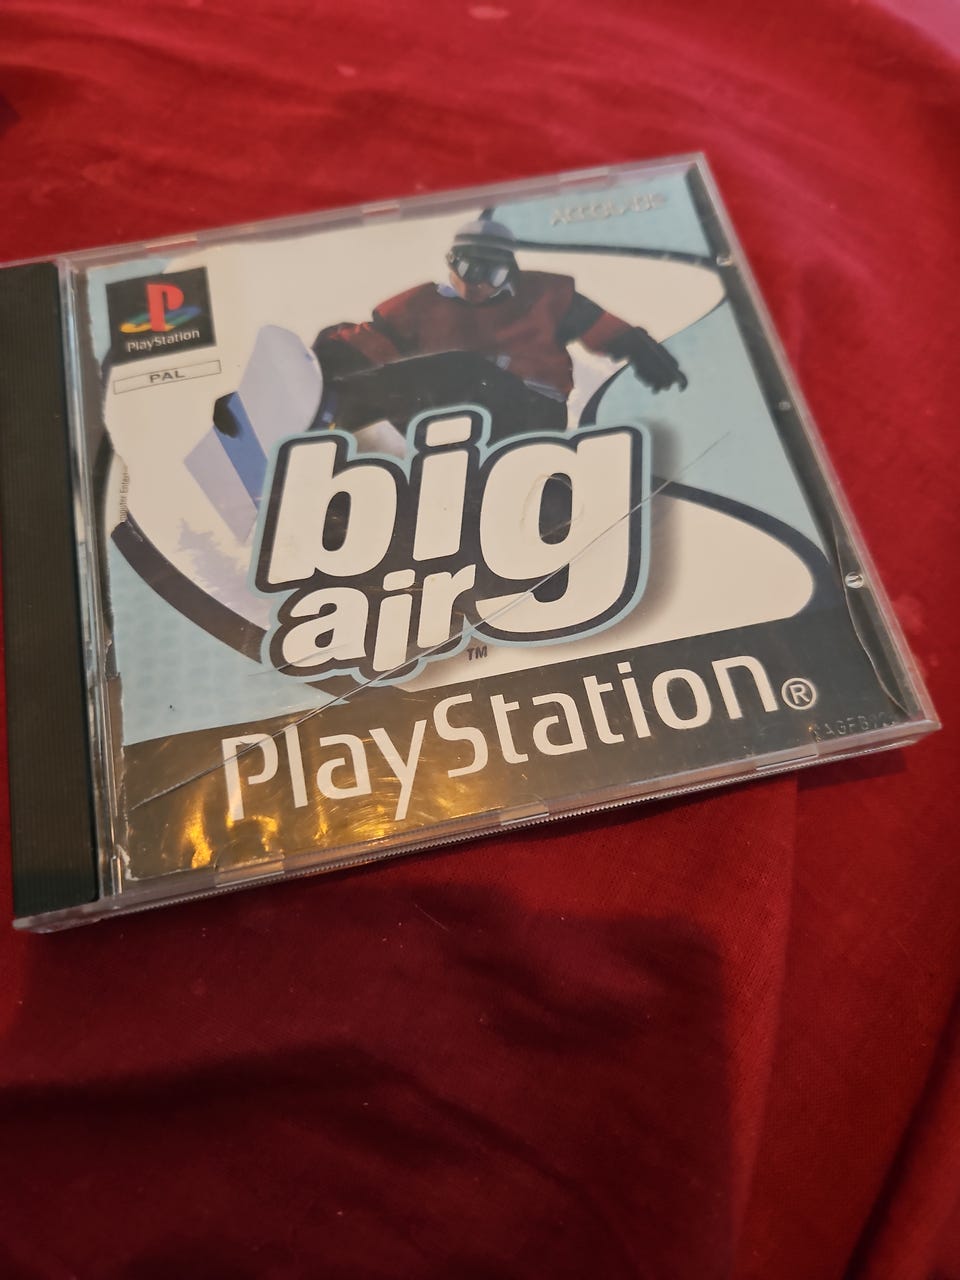 ACCOLADE
PlayStation
PAL
big
air
TM
PlayStation®